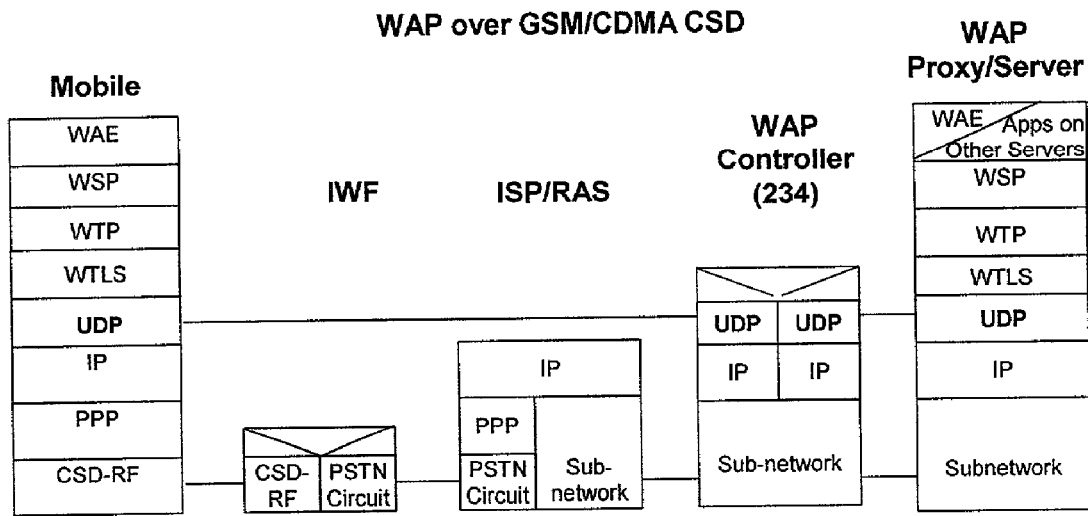 WAP over GSM/CDMA CSD
Mobile
WAE
WSP
WTP
WTLS
UDP
IP
PPP
CSD-RF
IWF
CSD-
RF
PSTN
Circuit
ISP/RAS
IP
PPP
PSTN
Circuit
Sub-
network
WAP
Controller
(234)
UDP
UDP
IP
IP
Sub-network
WAP
Proxy/Server
WAE
Apps on
Other Servers
WSP
WTP
WTLS
UDP
IP
Subnetwork